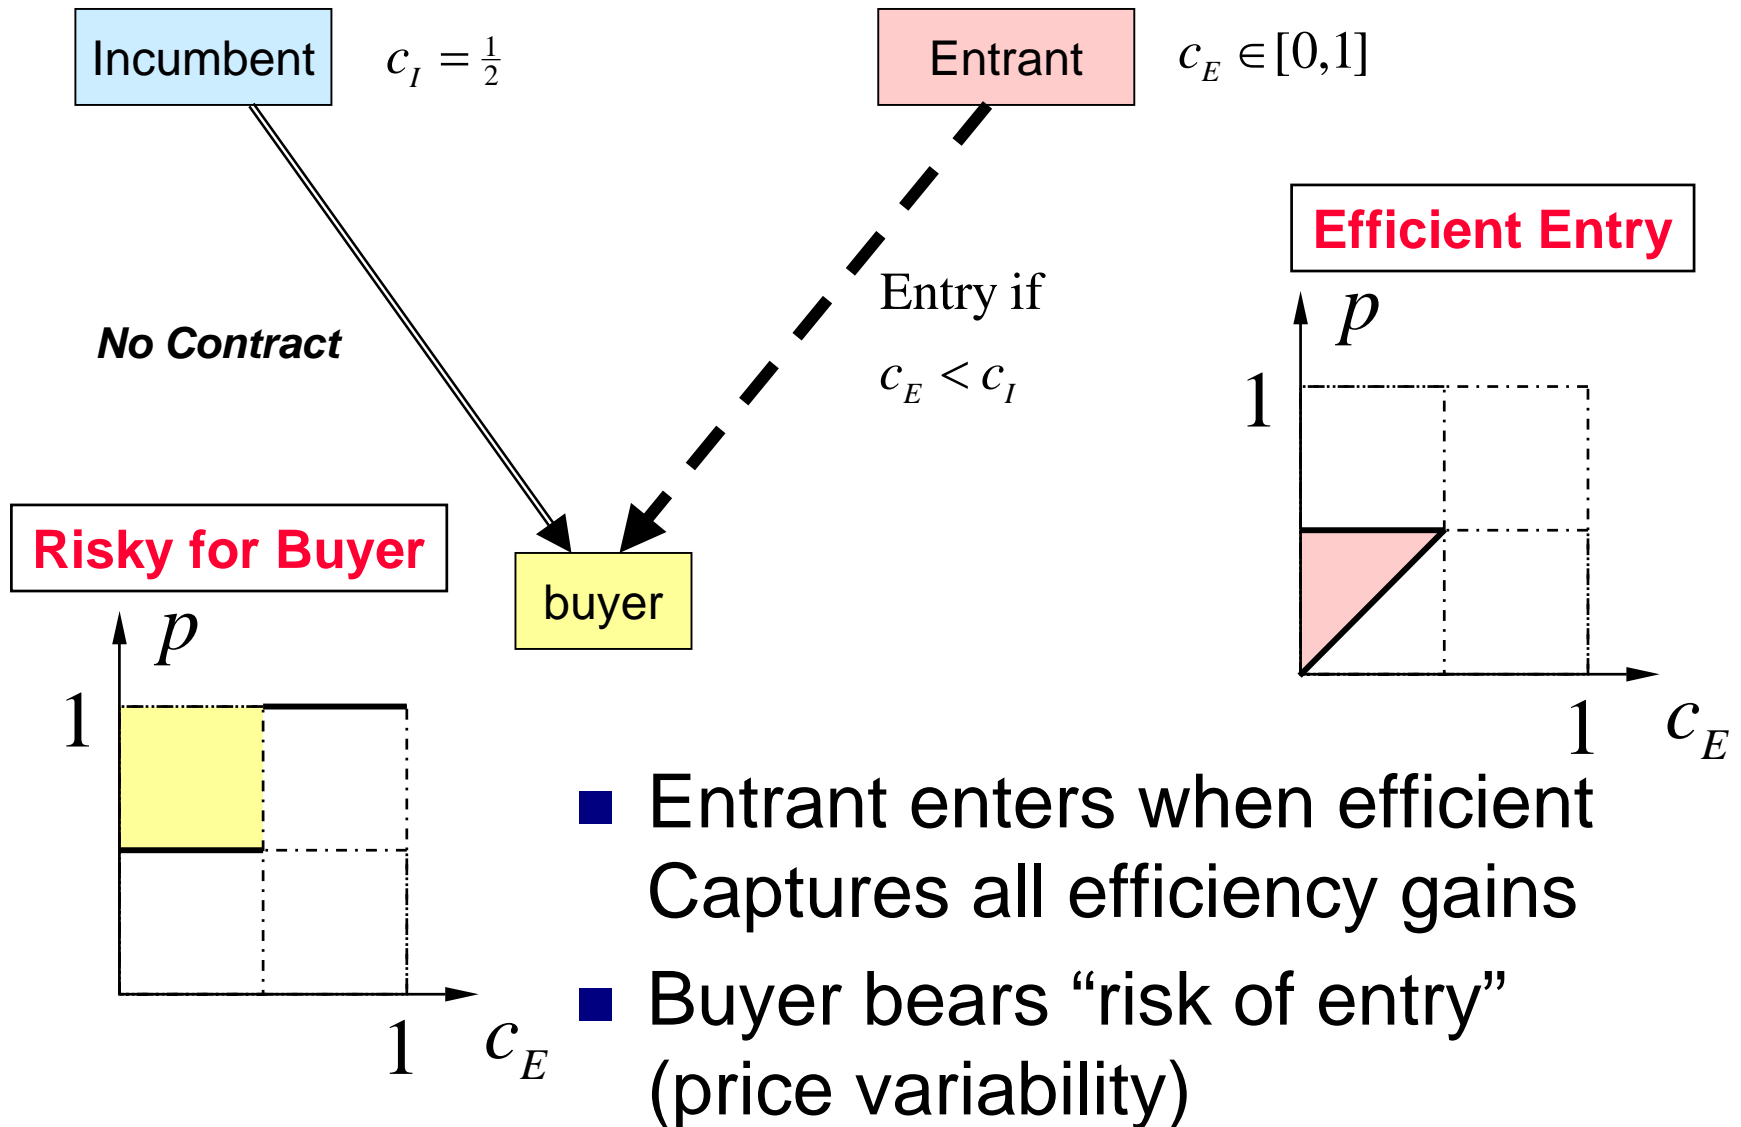 Incumbent
c_I = 1/2
Entrant
c_E ∈ [0,1]
Efficient Entry
Entry if
c_E < c_I
No Contract
p
1
1
c_E
Risky for Buyer
buyer
p
1
1
c_E
■ Entrant enters when efficient
Captures all efficiency gains
■ Buyer bears “risk of entry”
(price variability)